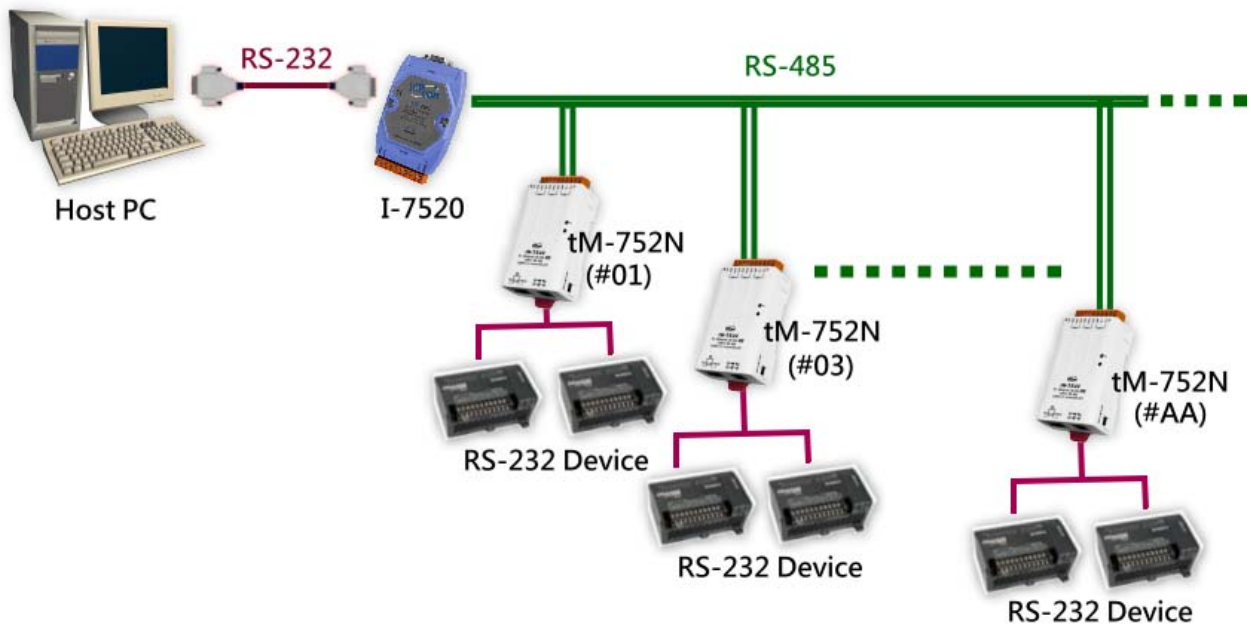 RS-232
RS-485
Host PC
I-7520
tM-752N
(#01)
tM-752N
(#03)
tM-752N
(#AA)
RS-232 Device
RS-232 Device
RS-232 Device